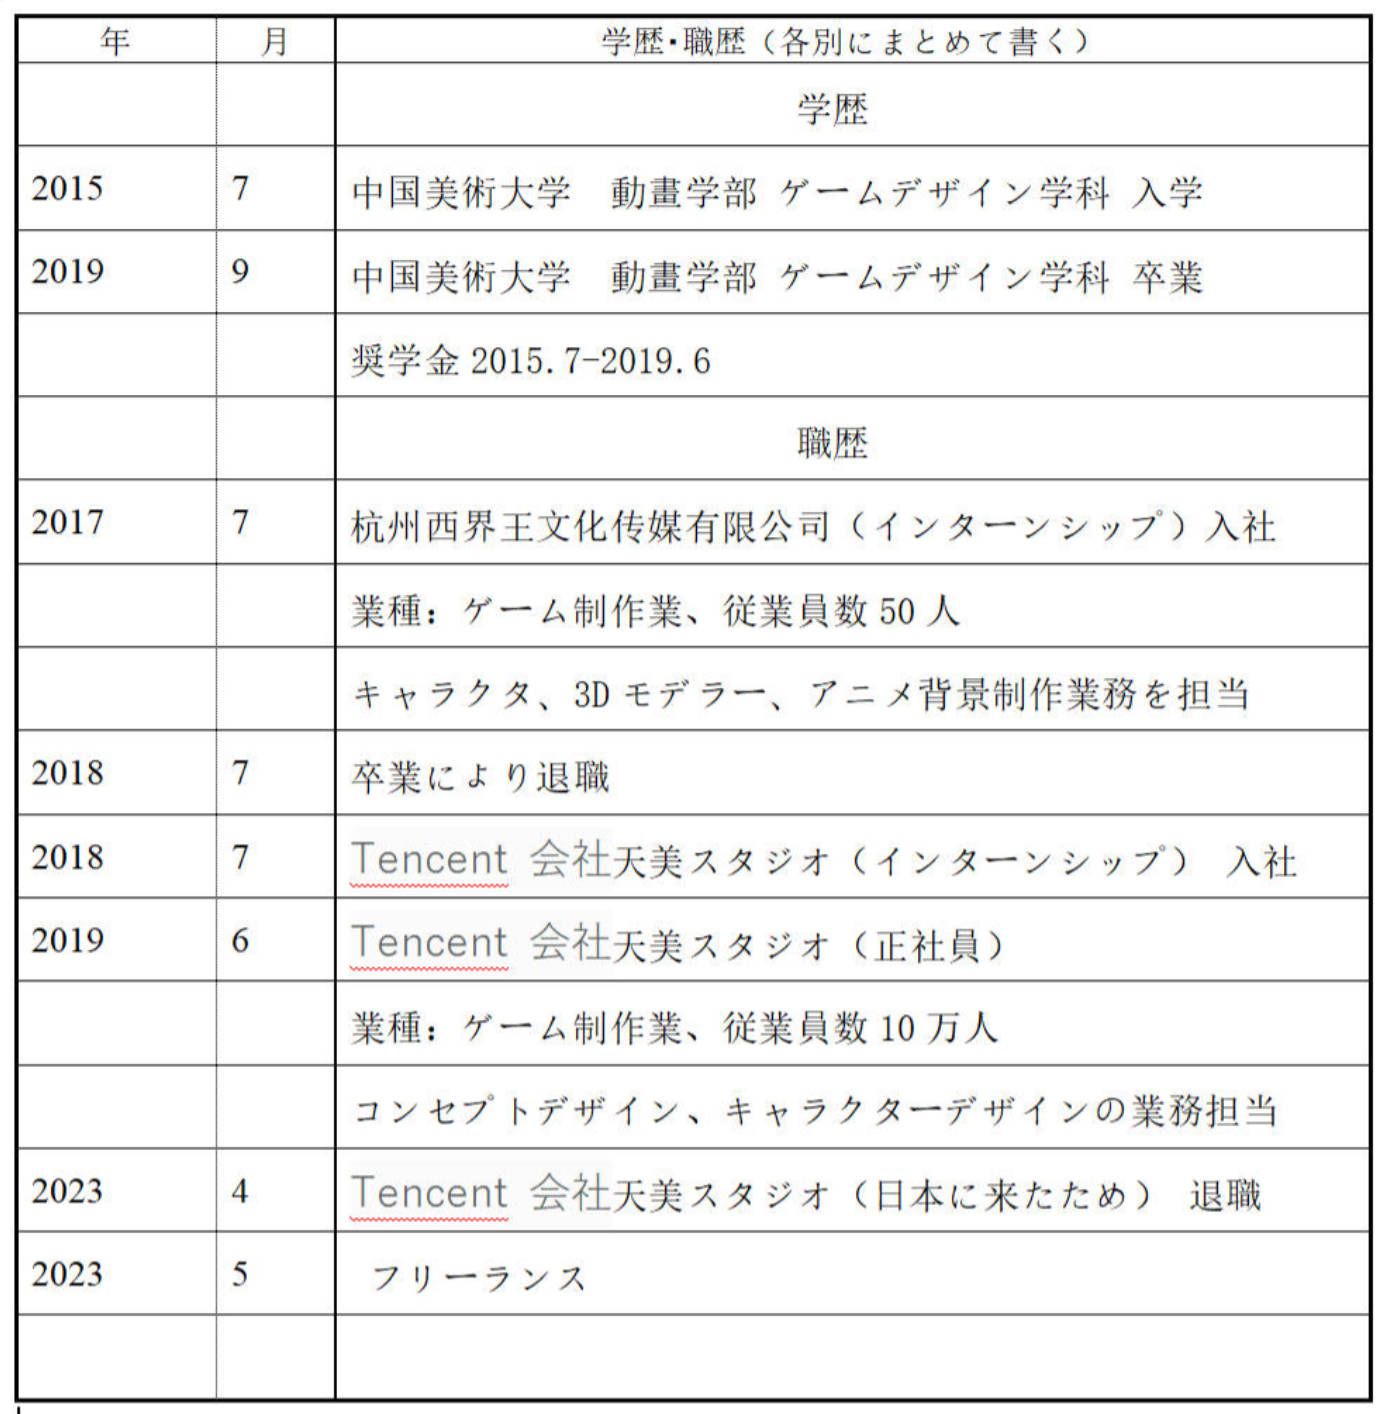 年 月 学歴・職歴（各別にまとめて書く）
学歴
2015 7 中国美術大学　動畫学部 ゲームデザイン学科 入学
2019 9 中国美術大学　動畫学部 ゲームデザイン学科 卒業
奨学金 2015.7-2019.6
職歴
2017 7 杭州西界王文化传媒有限公司（インターンシップ）入社
業種：ゲーム制作業、従業員数 50 人
キャラクタ、3D モデラー、アニメ背景制作業務を担当
2018 7 卒業により退職
2018 7 Tencent 会社天美スタジオ（インターンシップ） 入社
2019 6 Tencent 会社天美スタジオ（正社員）
業種：ゲーム制作業、従業員数 10 万人
コンセプトデザイン、キャラクターデザインの業務担当
2023 4 Tencent 会社天美スタジオ（日本に来たため） 退職
2023 5 フリーランス